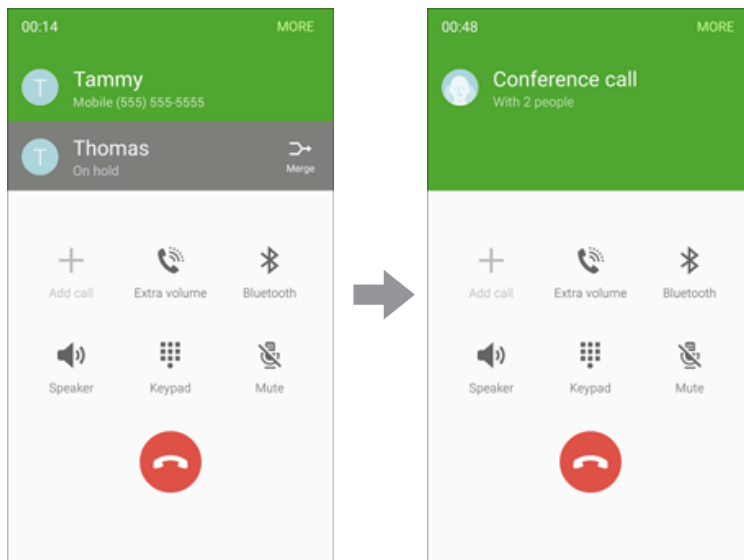 00:14 MORE
T Tammy
Mobile (555) 555-5555
T Thomas
On hold
Merge
Add call Extra volume Bluetooth
Speaker Keypad Mute
00:48 MORE
Conference call
With 2 people
Add call Extra volume Bluetooth
Speaker Keypad Mute